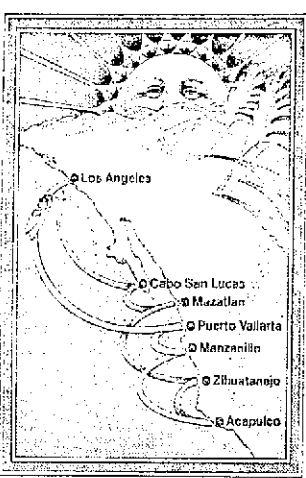 Los Angeles
Cabo San Lucas
Mazatlan
Puerto Vallarta
Manzanillo
Zihuatanejo
Acapulco